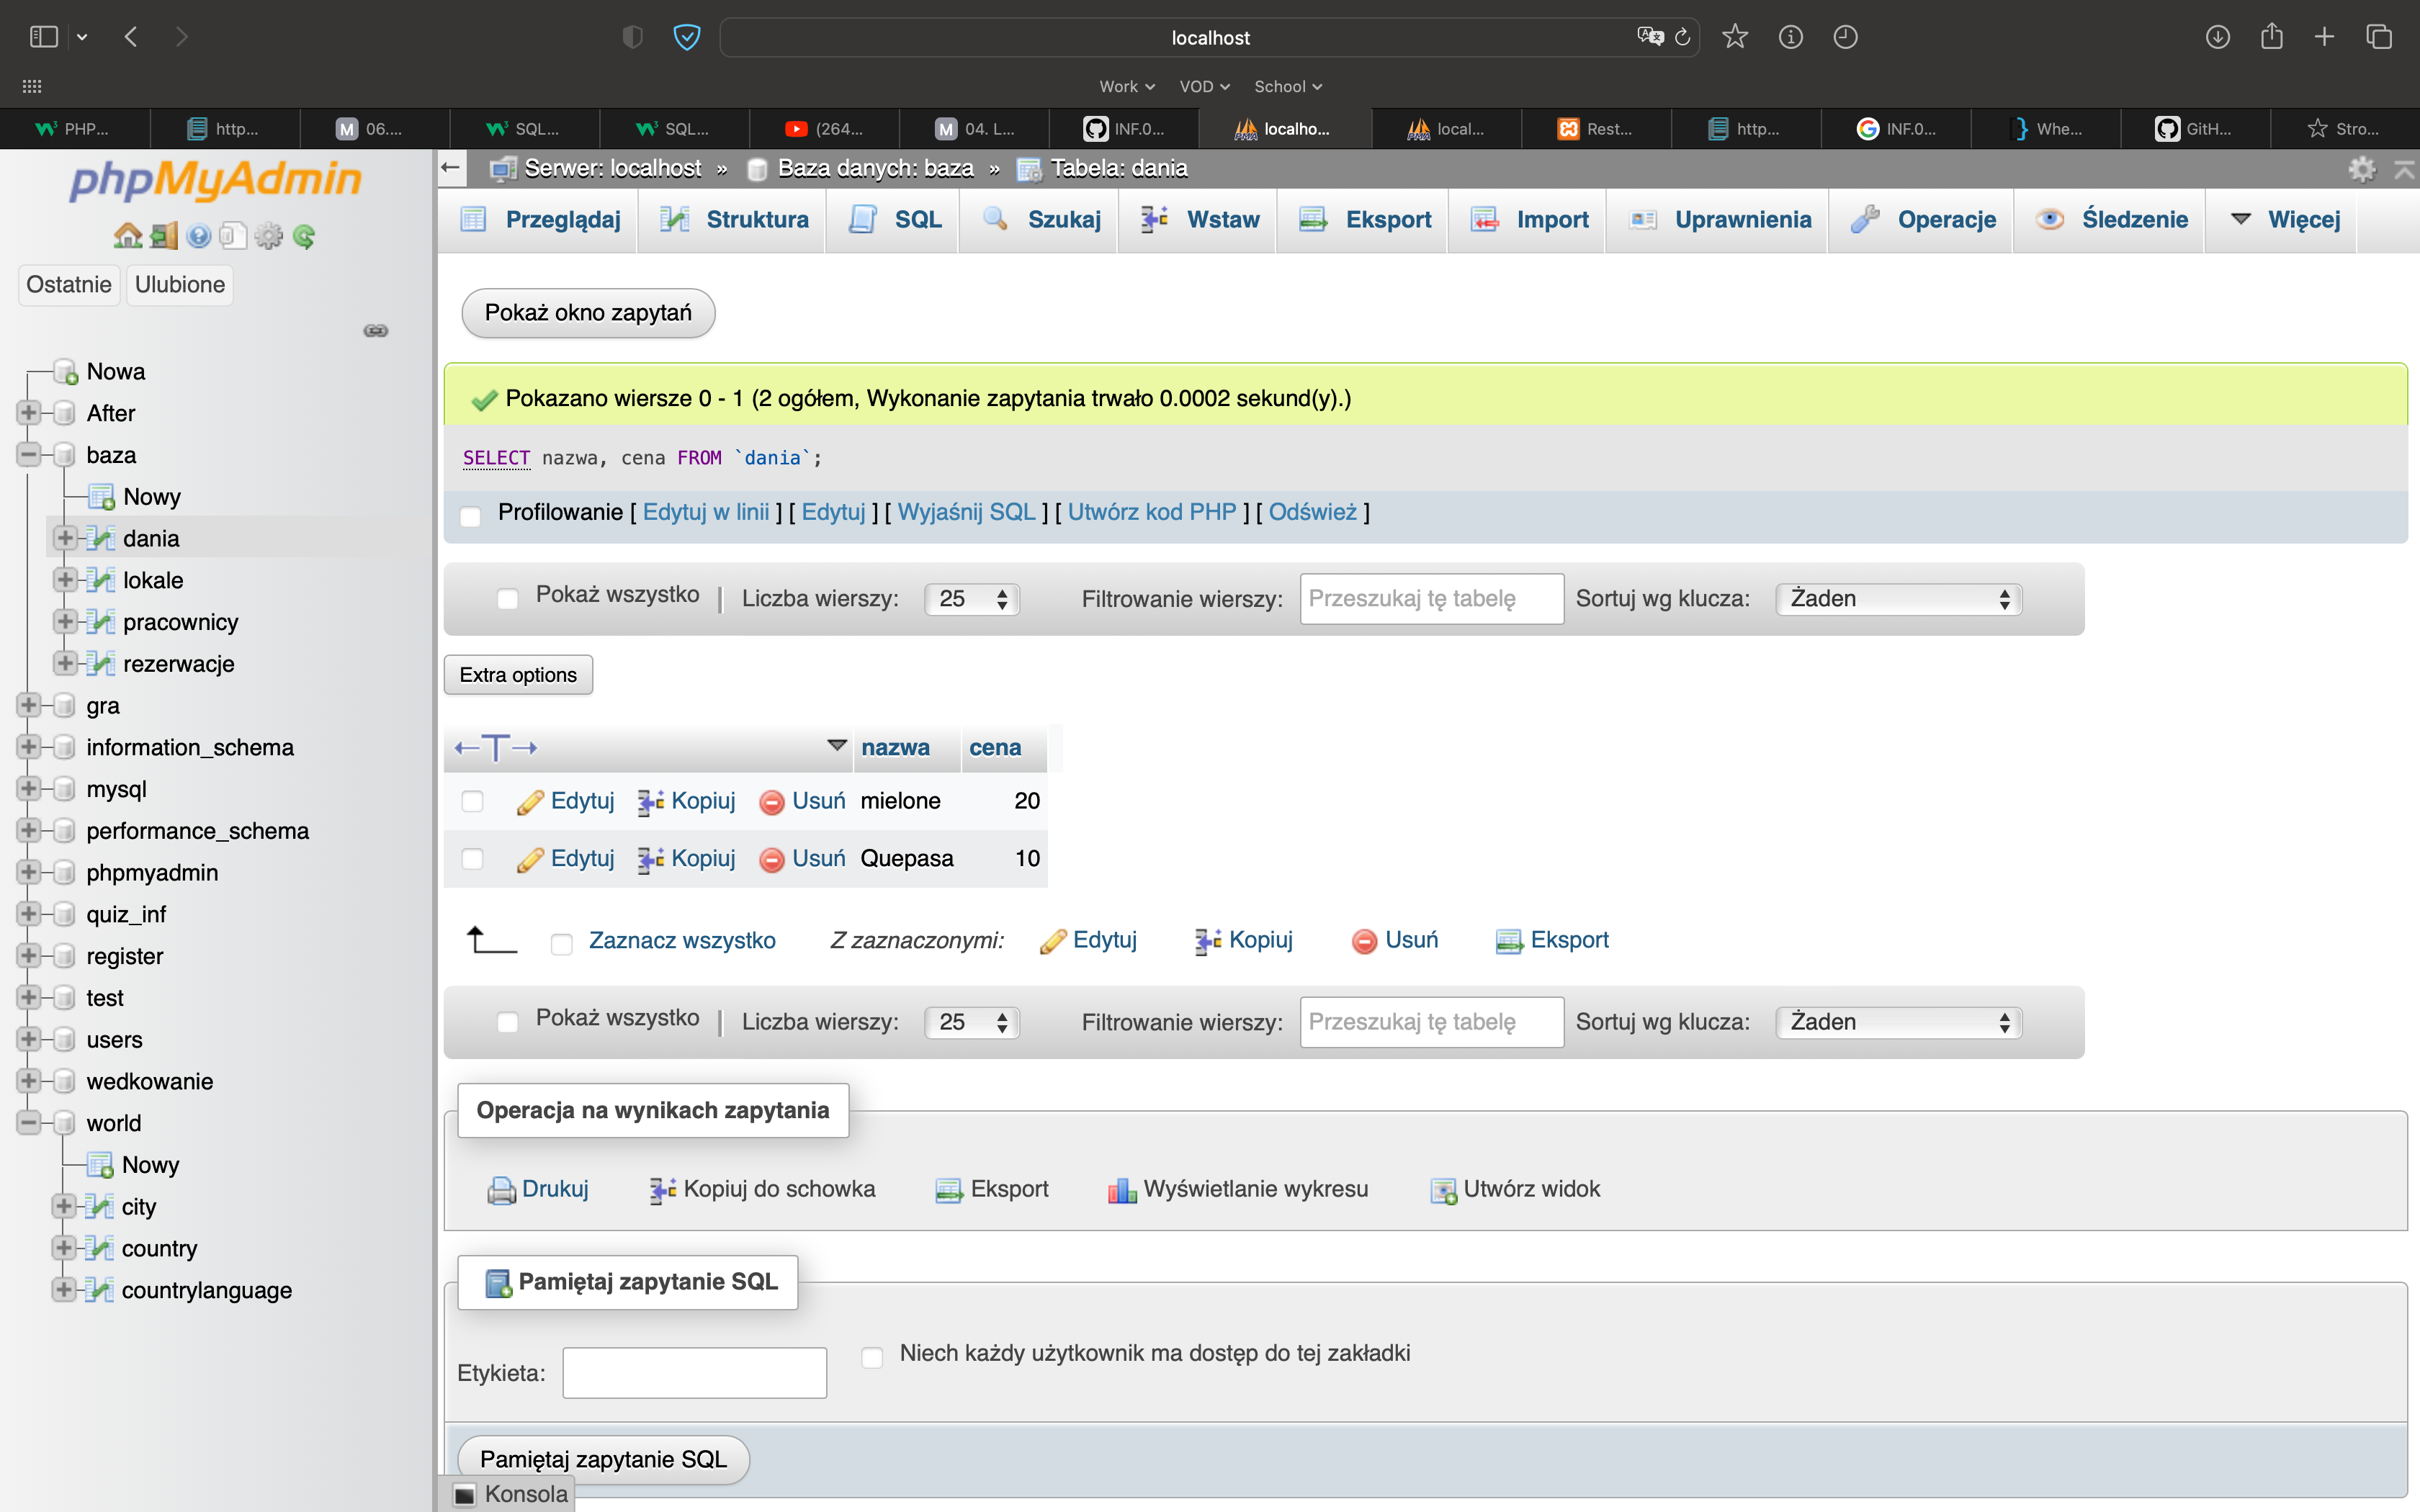 localhost
Work VOD School
PHP... http... 06.... SQL... SQL... (264... 04. L... INF.0... localho... local... Rest... http... INF.0... Whe... GitH... Stro...
phpMyAdmin
Ostatnie Ulubione
Nowa
After
baza
Nowy
dania
lokale
pracownicy
rezerwacje
gra
information_schema
mysql
performance_schema
phpmyadmin
quiz_inf
register
test
users
wedkowanie
world
Nowy
city
country
countrylanguage
Serwer: localhost » Baza danych: baza » Tabela: dania
Przeglądaj Struktura SQL Szukaj Wstaw Eksport Import Uprawnienia Operacje Śledzenie Więcej
Pokaż okno zapytań
Pokazano wiersze 0 - 1 (2 ogółem, Wykonanie zapytania trwało 0.0002 sekund(y).)
SELECT nazwa, cena FROM `dania`;
Profilowanie [ Edytuj w linii ] [ Edytuj ] [ Wyjaśnij SQL ] [ Utwórz kod PHP ] [ Odśwież ]
Pokaż wszystko | Liczba wierszy: 25 Filtrowanie wierszy: Przeszukaj tę tabelę Sortuj wg klucza: Żaden
Extra options
←T→ nazwa cena
Edytuj Kopiuj Usuń mielone 20
Edytuj Kopiuj Usuń Quepasa 10
Zaznacz wszystko Z zaznaczonymi: Edytuj Kopiuj Usuń Eksport
Pokaż wszystko | Liczba wierszy: 25 Filtrowanie wierszy: Przeszukaj tę tabelę Sortuj wg klucza: Żaden
Operacja na wynikach zapytania
Drukuj Kopiuj do schowka Eksport Wyświetlanie wykresu Utwórz widok
Pamiętaj zapytanie SQL
Etykieta: Niech każdy użytkownik ma dostęp do tej zakładki
Pamiętaj zapytanie SQL
Konsola